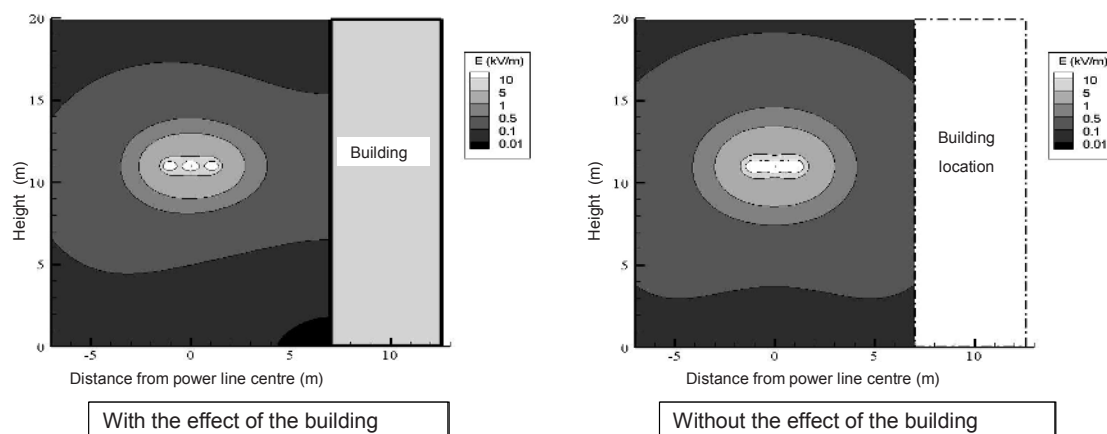 20
15
10
5
0
Height (m)
-5
0
5
10
Distance from power line centre (m)
E (kV/m)
10
5
1
0.5
0.1
0.01
Building
With the effect of the building
20
15
10
5
0
Height (m)
-5
0
5
10
Distance from power line centre (m)
E (kV/m)
10
5
1
0.5
0.1
0.01
Building
location
Without the effect of the building